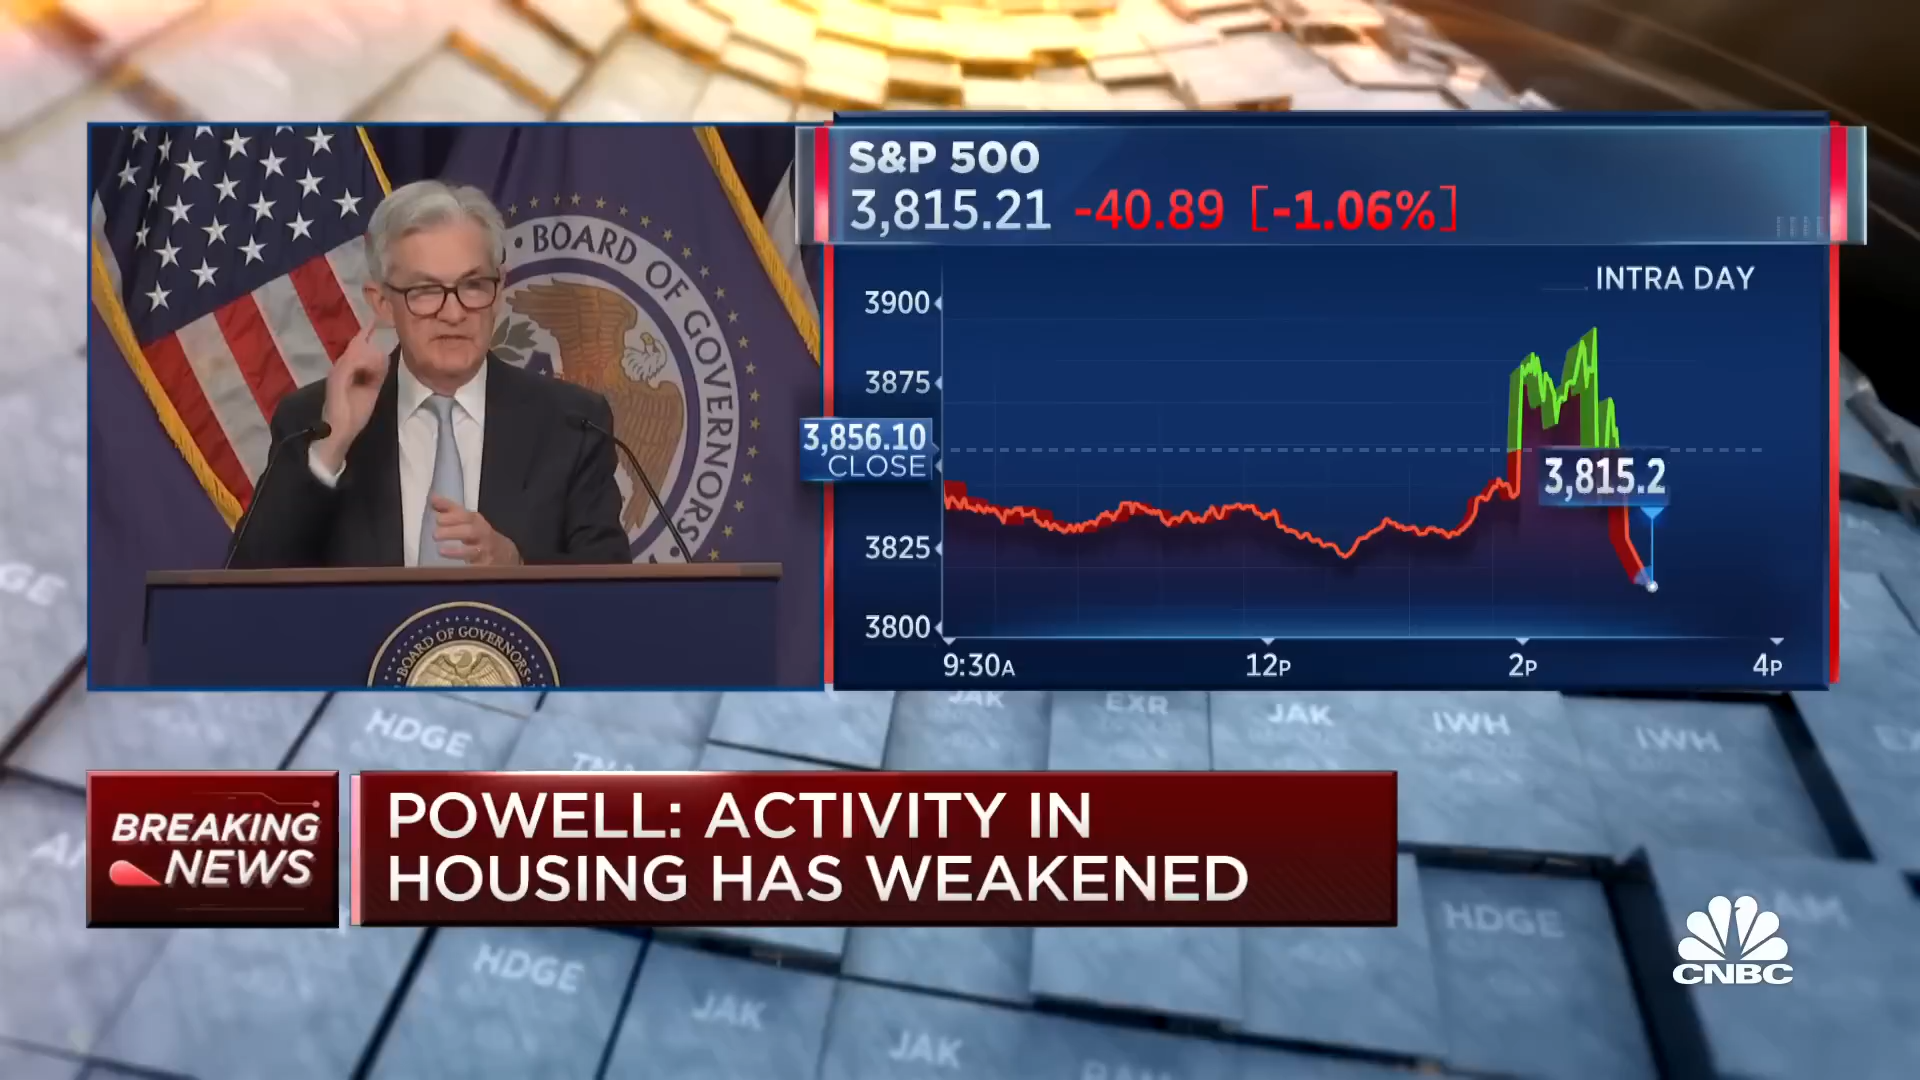 BOARD OF GOVERNORS
BOARD OF GOVERNORS
S&P 500
3,815.21 -40.89 [-1.06%]
INTRA DAY
3900
3875
3,856.10
CLOSE
3,815.2
3825
3800
9:30A 12P 2P 4P
HDGE
JAK
EXR
JAK
IWH
IWH
BREAKING
NEWS
POWELL: ACTIVITY IN
HOUSING HAS WEAKENED
HDGE
HDGE
JAK
JAK
CNBC